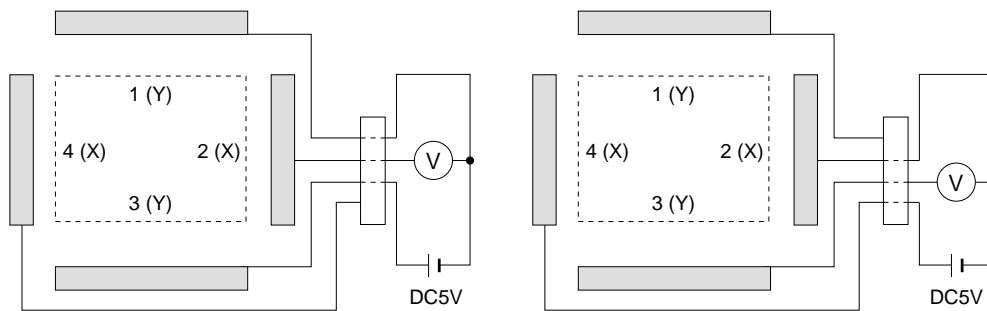 1 (Y)
4 (X)
2 (X)
V
3 (Y)
DC5V
1 (Y)
4 (X)
2 (X)
V
3 (Y)
DC5V